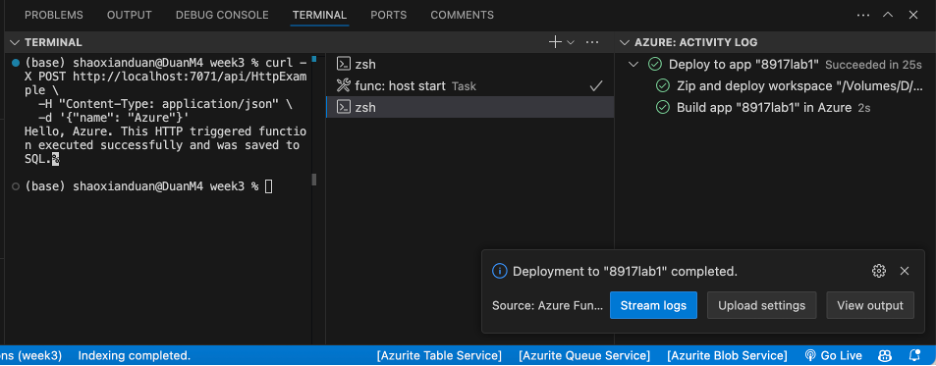 PROBLEMS OUTPUT DEBUG CONSOLE TERMINAL PORTS COMMENTS
TERMINAL
(base) shaoxianduan@DuanM4 week3 % curl -
X POST http://localhost:7071/api/HttpExam
ple \
-H "Content-Type: application/json" \
-d '{"name": "Azure"}'
Hello, Azure. This HTTP triggered functio
n executed successfully and was saved to
SQL.%
(base) shaoxianduan@DuanM4 week3 %
zsh
func: host start Task
zsh
AZURE: ACTIVITY LOG
Deploy to app "8917lab1" Succeeded in 25s
Zip and deploy workspace "/Volumes/D/...
Build app "8917lab1" in Azure 2s
Deployment to "8917lab1" completed.
Source: Azure Fun... Stream logs Upload settings View output
ns (week3) Indexing completed. [Azurite Table Service] [Azurite Queue Service] [Azurite Blob Service] Go Live